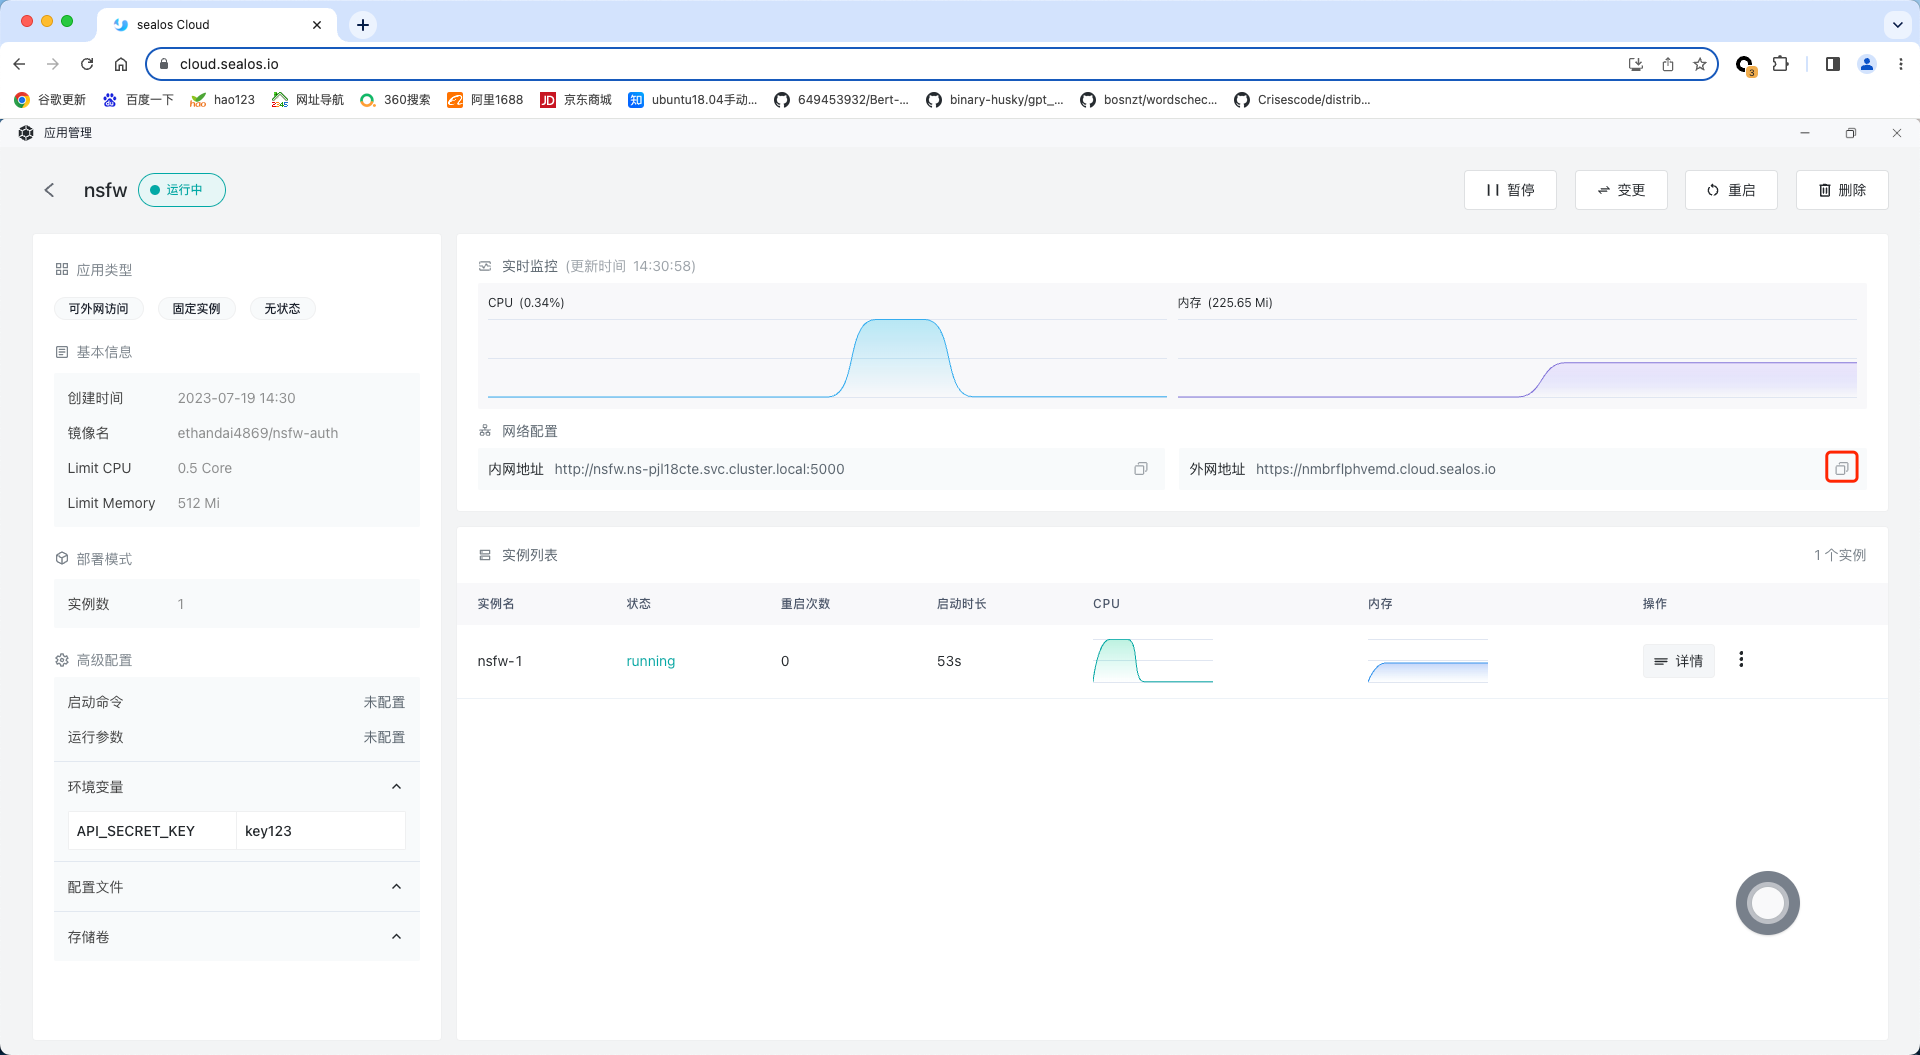 sealos Cloud
cloud.sealos.io
3
谷歌更新 百度一下 hao123 网址导航 360搜索 阿里1688 京东商城 ubuntu18.04手动... 649453932/Bert-... binary-husky/gpt_... bosnzt/wordschec... Crisescode/distrib...
应用管理
nsfw 运行中 暂停 变更 重启 删除
应用类型
可外网访问 固定实例 无状态
基本信息
创建时间 2023-07-19 14:30
镜像名 ethandai4869/nsfw-auth
Limit CPU 0.5 Core
Limit Memory 512 Mi
部署模式
实例数 1
高级配置
启动命令 未配置
运行参数 未配置
环境变量
API_SECRET_KEY key123
配置文件
存储卷
实时监控 (更新时间 14:30:58)
CPU (0.34%) 内存 (225.65 Mi)
网络配置
内网地址 http://nsfw.ns-pjl18cte.svc.cluster.local:5000 外网地址 https://nmbrflphvemd.cloud.sealos.io
实例列表 1 个实例
实例名 状态 重启次数 启动时长 CPU 内存 操作
nsfw-1 running 0 53s 详情